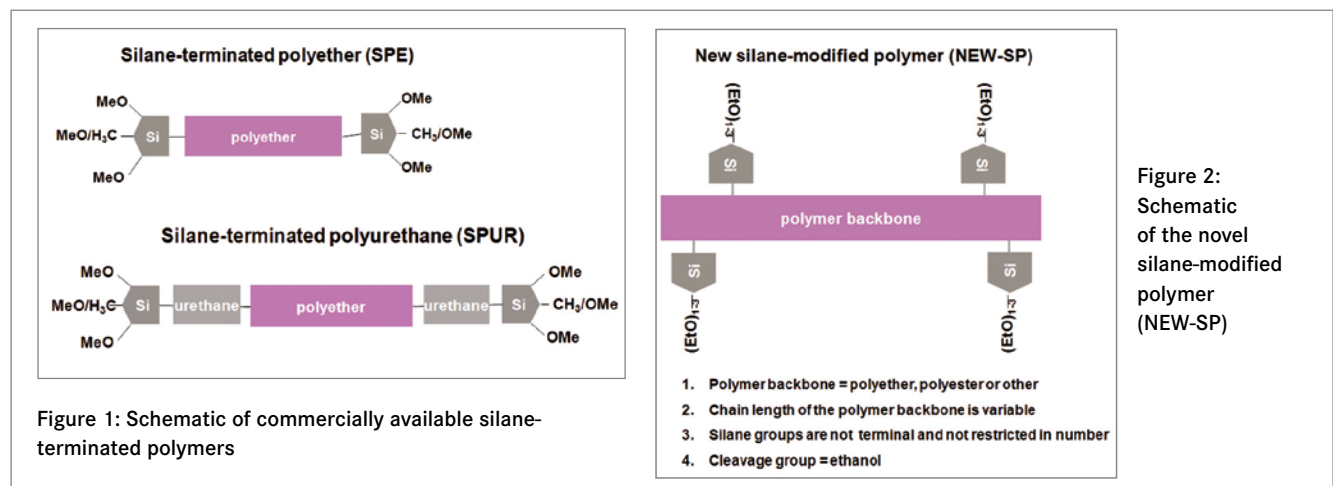 Silane-terminated polyether (SPE)
MeO
OMe
MeO/H₃C
Si
polyether
Si
CH₃/OMe
MeO
OMe
Silane-terminated polyurethane (SPUR)
MeO
OMe
MeO/H₃C
Si
urethane
polyether
urethane
Si
CH₃/OMe
MeO
OMe
Figure 1: Schematic of commercially available silane-
terminated polymers
New silane-modified polymer (NEW-SP)
(EtO)₁₋₃
(EtO)₁₋₃
Si
Si
polymer backbone
Si
Si
(EtO)₁₋₃
(EtO)₁₋₃
1. Polymer backbone = polyether, polyester or other
2. Chain length of the polymer backbone is variable
3. Silane groups are not terminal and not restricted in number
4. Cleavage group = ethanol
Figure 2:
Schematic
of the novel
silane-modified
polymer
(NEW-SP)